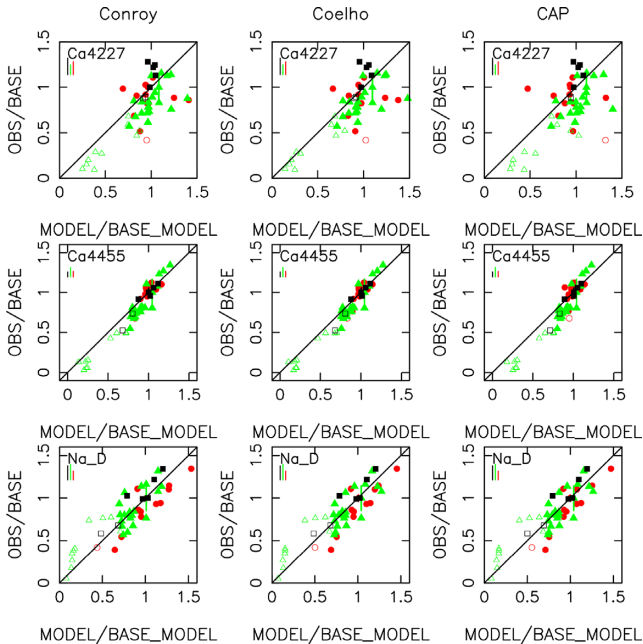 Conroy Coelho CAP
Ca4227 Ca4227 Ca4227
OBS/BASE OBS/BASE OBS/BASE
0 0.5 1 1.5 0 0.5 1 1.5 0 0.5 1 1.5
0 0.5 1 1.5 0 0.5 1 1.5 0 0.5 1 1.5
MODEL/BASE_MODEL MODEL/BASE_MODEL MODEL/BASE_MODEL
Ca4455 Ca4455 Ca4455
OBS/BASE OBS/BASE OBS/BASE
0 0.5 1 1.5 0 0.5 1 1.5 0 0.5 1 1.5
0 0.5 1 1.5 0 0.5 1 1.5 0 0.5 1 1.5
MODEL/BASE_MODEL MODEL/BASE_MODEL MODEL/BASE_MODEL
Na_D Na_D Na_D
OBS/BASE OBS/BASE OBS/BASE
0 0.5 1 1.5 0 0.5 1 1.5 0 0.5 1 1.5
0 0.5 1 1.5 0 0.5 1 1.5 0 0.5 1 1.5
MODEL/BASE_MODEL MODEL/BASE_MODEL MODEL/BASE_MODEL